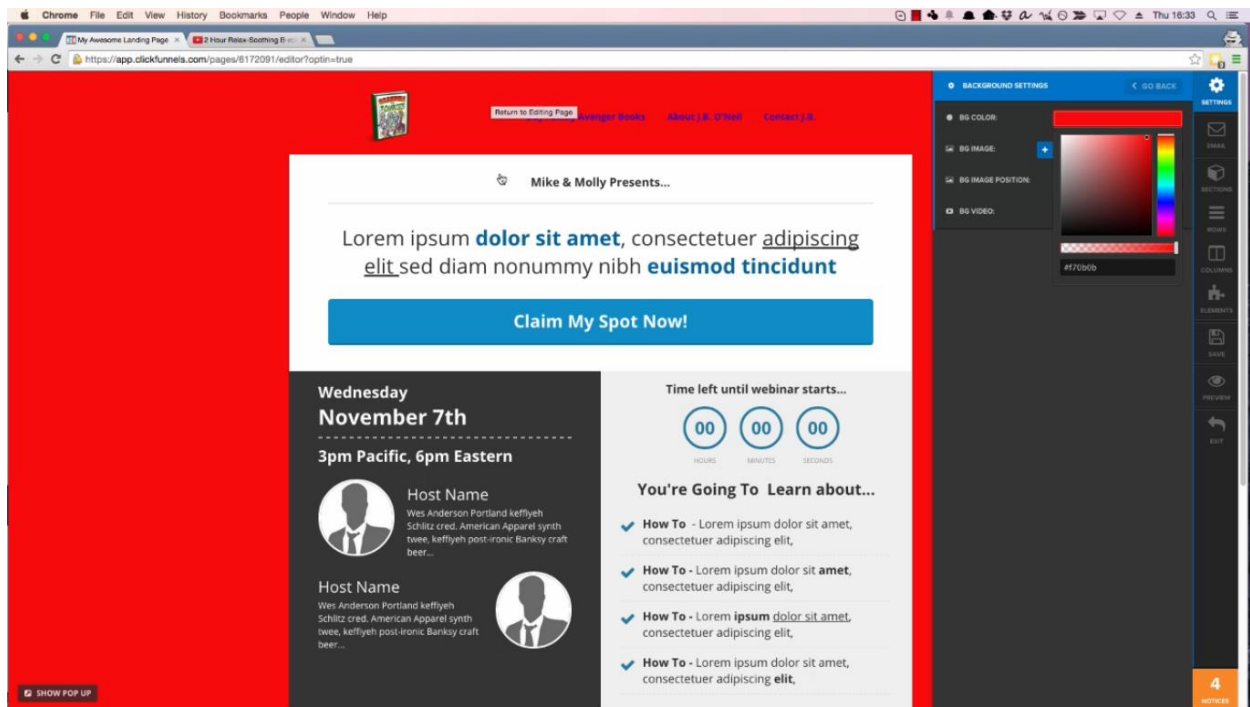 Chrome File Edit View History Bookmarks People Window Help
Thu 16:33
My Awesome Landing Page
2 Hour Relax-Soothing B-roll
https://app.clickfunnels.com/pages/6172091/editor?optin=true
Return to Editing Page
Avenger Books About J.B. O'Neil Contact J.B.
Mike & Molly Presents...
Lorem ipsum dolor sit amet, consectetuer adipiscing
elit sed diam nonummy nibh euismod tincidunt
Claim My Spot Now!
Wednesday
November 7th
3pm Pacific, 6pm Eastern
Host Name
Wes Anderson Portland keffiyeh
Schlitz cred. American Apparel synth
twee, keffiyeh post-ironic Banksy craft
beer...
Host Name
Wes Anderson Portland keffiyeh
Schlitz cred. American Apparel synth
twee, keffiyeh post-ironic Banksy craft
beer...
Time left until webinar starts...
00 00 00
HOURS MINUTES SECONDS
You're Going To Learn about...
How To - Lorem ipsum dolor sit amet,
consectetuer adipiscing elit,
How To - Lorem ipsum dolor sit amet,
consectetuer adipiscing elit,
How To - Lorem ipsum dolor sit amet,
consectetuer adipiscing elit,
How To - Lorem ipsum dolor sit amet,
consectetuer adipiscing elit,
SHOW POP UP
BACKGROUND SETTINGS
GO BACK
BG COLOR:
BG IMAGE:
BG IMAGE POSITION:
BG VIDEO:
#f70b0b
SETTINGS
EMAIL
SECTIONS
ROWS
COLUMNS
ELEMENTS
SAVE
PREVIEW
EXIT
4
NOTICES